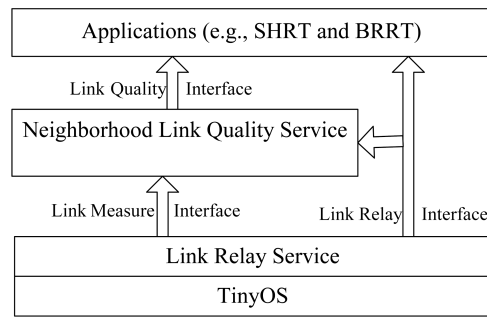 Applications (e.g., SHRT and BRRT)
Link Quality Interface
Neighborhood Link Quality Service
Link Measure Interface
Link Relay Interface
Link Relay Service
TinyOS